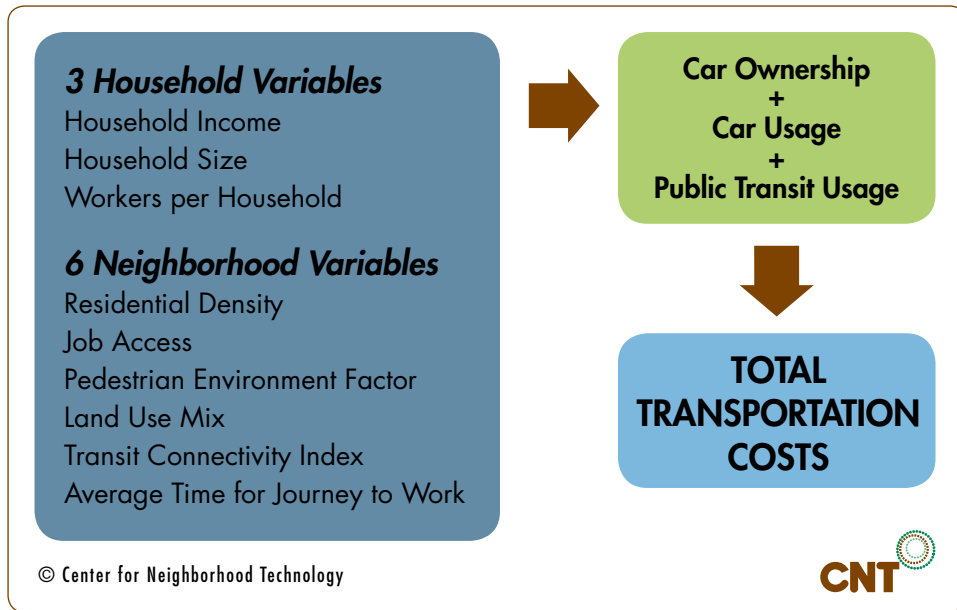 3 Household Variables
Household Income
Household Size
Workers per Household
6 Neighborhood Variables
Residential Density
Job Access
Pedestrian Environment Factor
Land Use Mix
Transit Connectivity Index
Average Time for Journey to Work
Car Ownership
+
Car Usage
+
Public Transit Usage
TOTAL
TRANSPORTATION
COSTS
© Center for Neighborhood Technology
CNT